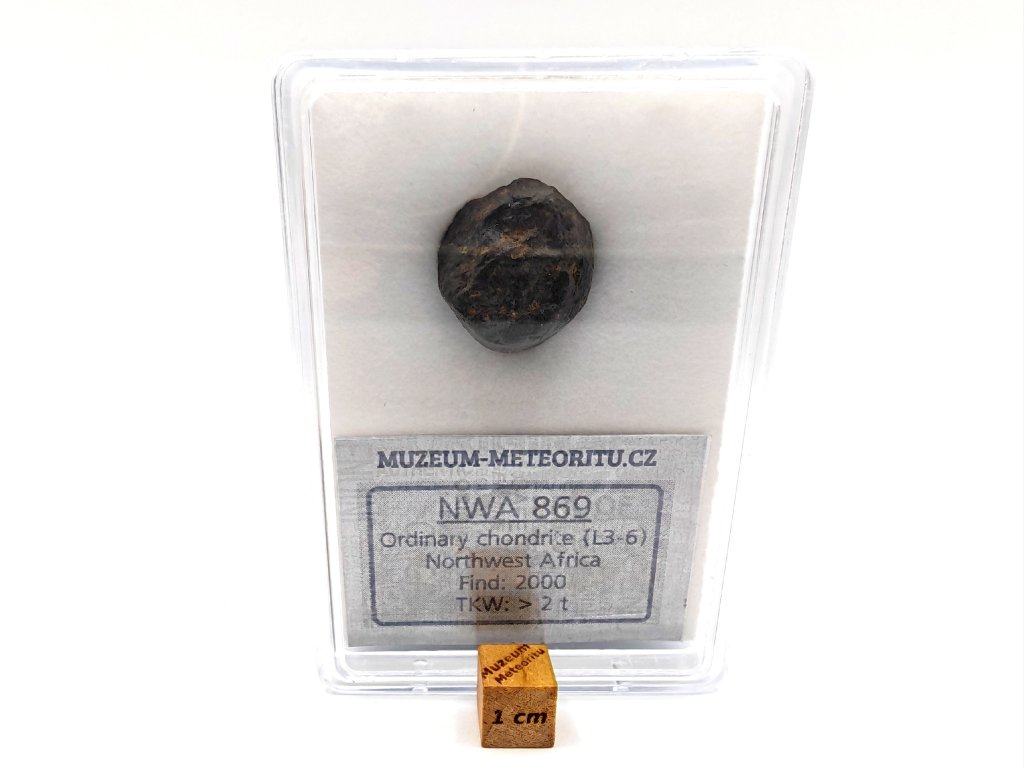 MUZEUM-METEORITU.CZ
NWA 869
Ordinary chondrite (L3-6)
Northwest Africa
Find: 2000
TKW: > 2 t
Muzeum
Meteoritu
1 cm